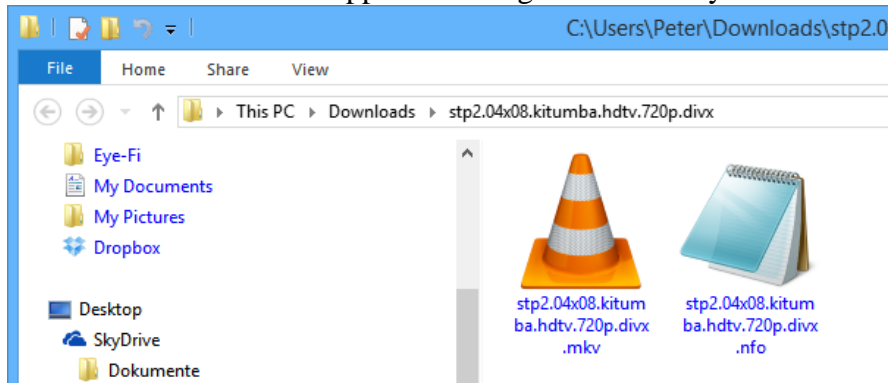 C:\Users\Peter\Downloads\stp2.0
File Home Share View
This PC Downloads stp2.04x08.kitumba.hdtv.720p.divx
Eye-Fi
My Documents
My Pictures
Dropbox
Desktop
SkyDrive
Dokumente
stp2.04x08.kitum
ba.hdtv.720p.divx
.mkv
stp2.04x08.kitum
ba.hdtv.720p.divx
.nfo